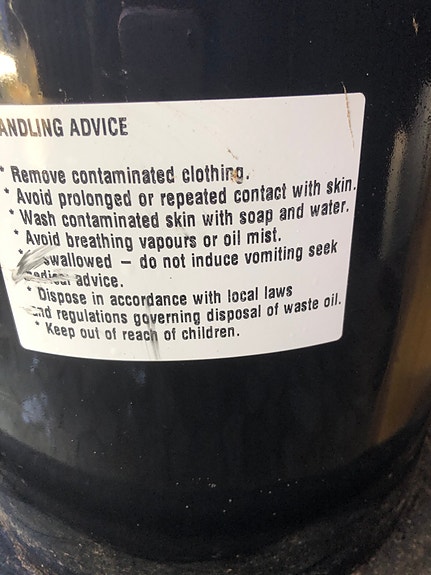 ANDLING ADVICE
* Remove contaminated clothing.
* Avoid prolonged or repeated contact with skin.
* Wash contaminated skin with soap and water.
* Avoid breathing vapours or oil mist.
swallowed – do not induce vomiting seek
medical advice.
* Dispose in accordance with local laws
and regulations governing disposal of waste oil.
* Keep out of reach of children.